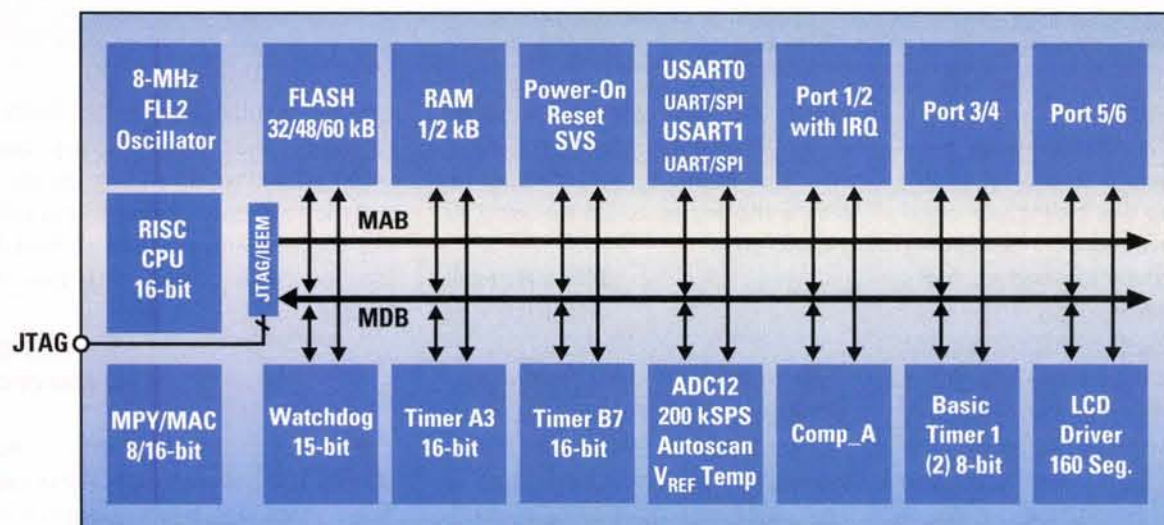 8-MHz
FLL2
Oscillator
FLASH
32/48/60 kB
RAM
1/2 kB
Power-On
Reset
SVS
USART0
UART/SPI
USART1
UART/SPI
Port 1/2
with IRQ
Port 3/4
Port 5/6
RISC
CPU
16-bit
JTAG/IEEM
MAB
MDB
JTAG
MPY/MAC
8/16-bit
Watchdog
15-bit
Timer A3
16-bit
Timer B7
16-bit
ADC12
200 kSPS
Autoscan
VREF Temp
Comp_A
Basic
Timer 1
(2) 8-bit
LCD
Driver
160 Seg.